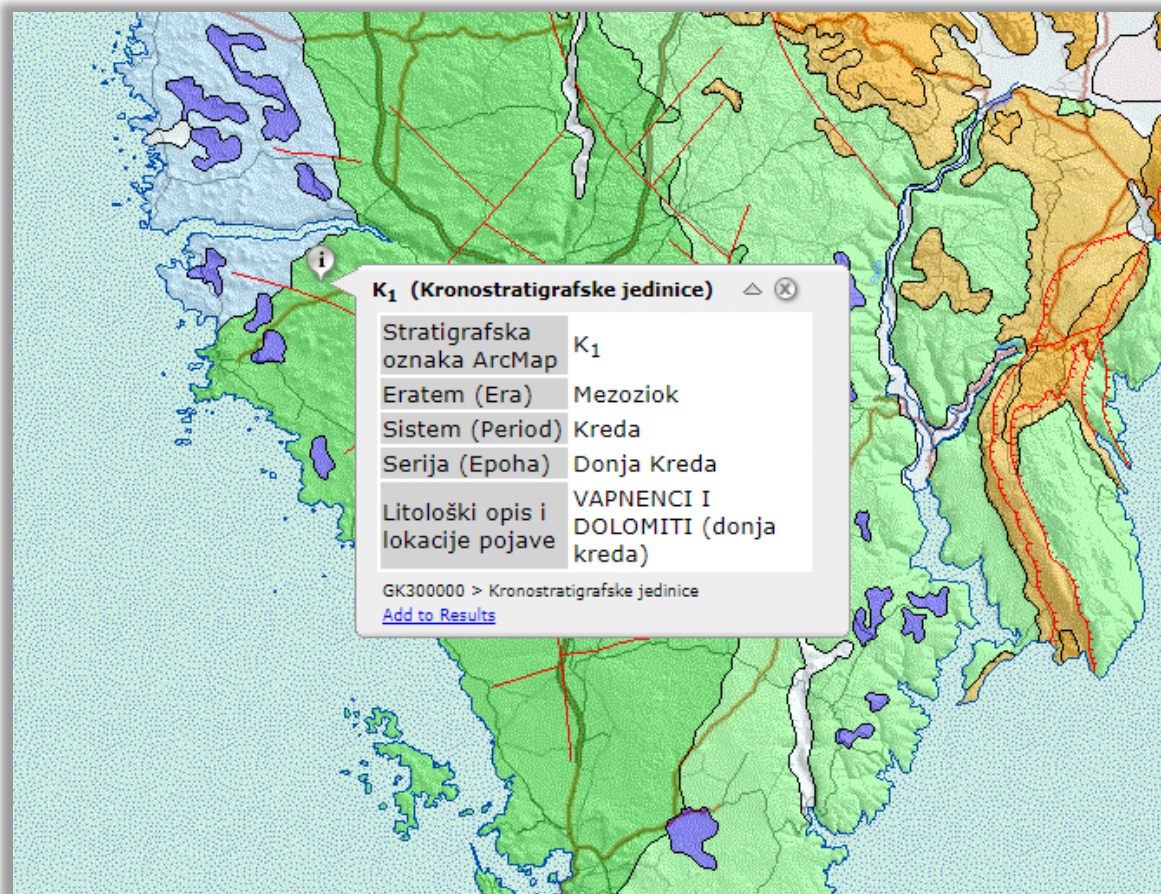 i
K₁ (Kronostratigrafske jedinice)
Stratigrafska
oznaka ArcMap
K₁
Eratem (Era)
Mezoziok
Sistem (Period)
Kreda
Serija (Epoha)
Donja Kreda
Litološki opis i
lokacije pojave
VAPNENCI I
DOLOMITI (donja
kreda)
GK300000 > Kronostratigrafske jedinice
Add to Results